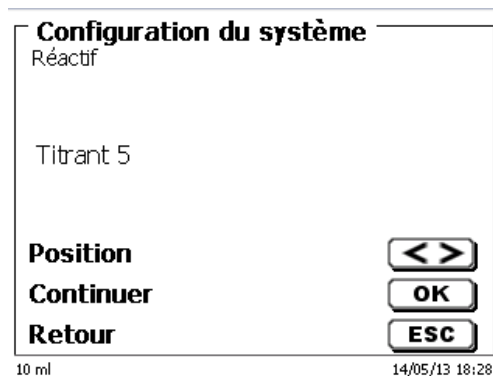 Configuration du système
Réactif
Titrant 5
Position < >
Continuer OK
Retour ESC
10 ml 14/05/13 18:28